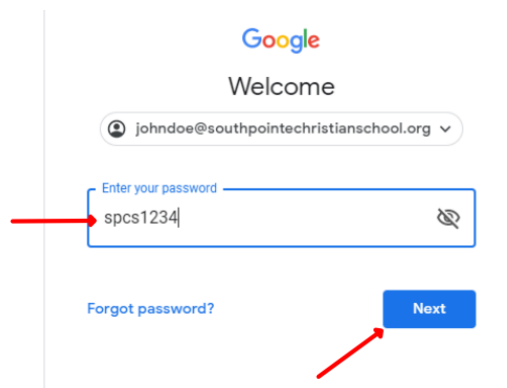 Google
Welcome
johndoe@southpointechristianschool.org
Enter your password
spcs1234
Forgot password?
Next